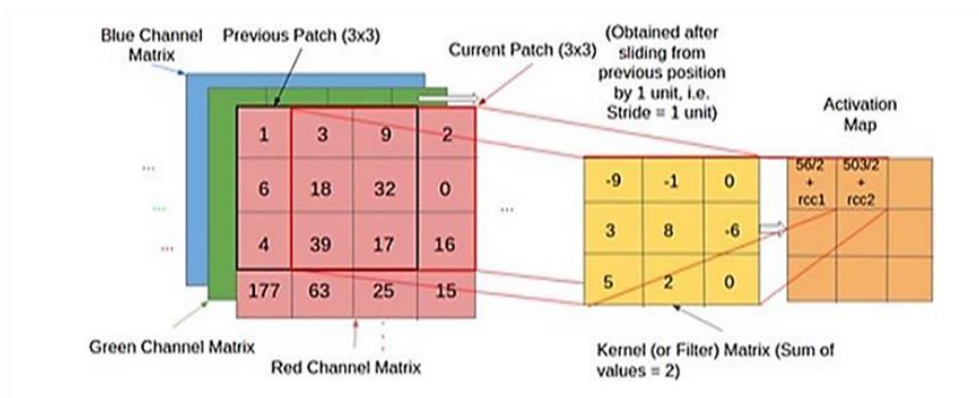 Blue Channel
Matrix
Previous Patch (3x3)
Current Patch (3x3)
(Obtained after
sliding from
previous position
by 1 unit, i.e.
Stride = 1 unit)
Activation
Map
1 3 9 2
6 18 32 0
4 39 17 16
177 63 25 15
...
...
...
...
-9 -1 0
3 8 -6
5 2 0
56/2 503/2
+ +
rcc1 rcc2
Green Channel Matrix
Red Channel Matrix
Kernel (or Filter) Matrix (Sum of
values = 2)